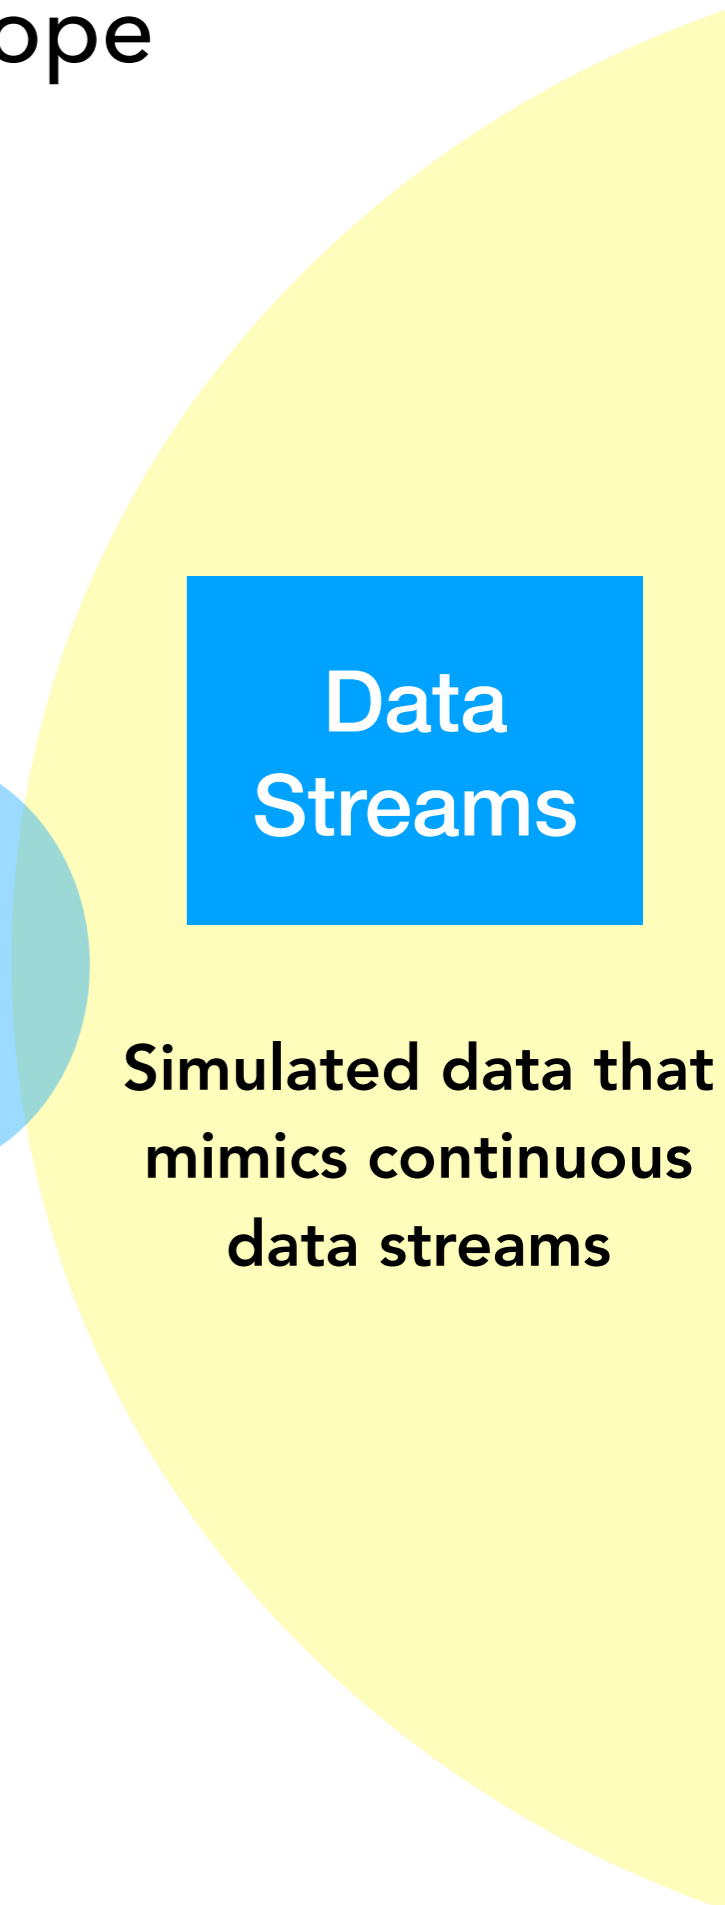 ope
Data
Streams
Simulated data that
mimics continuous
data streams